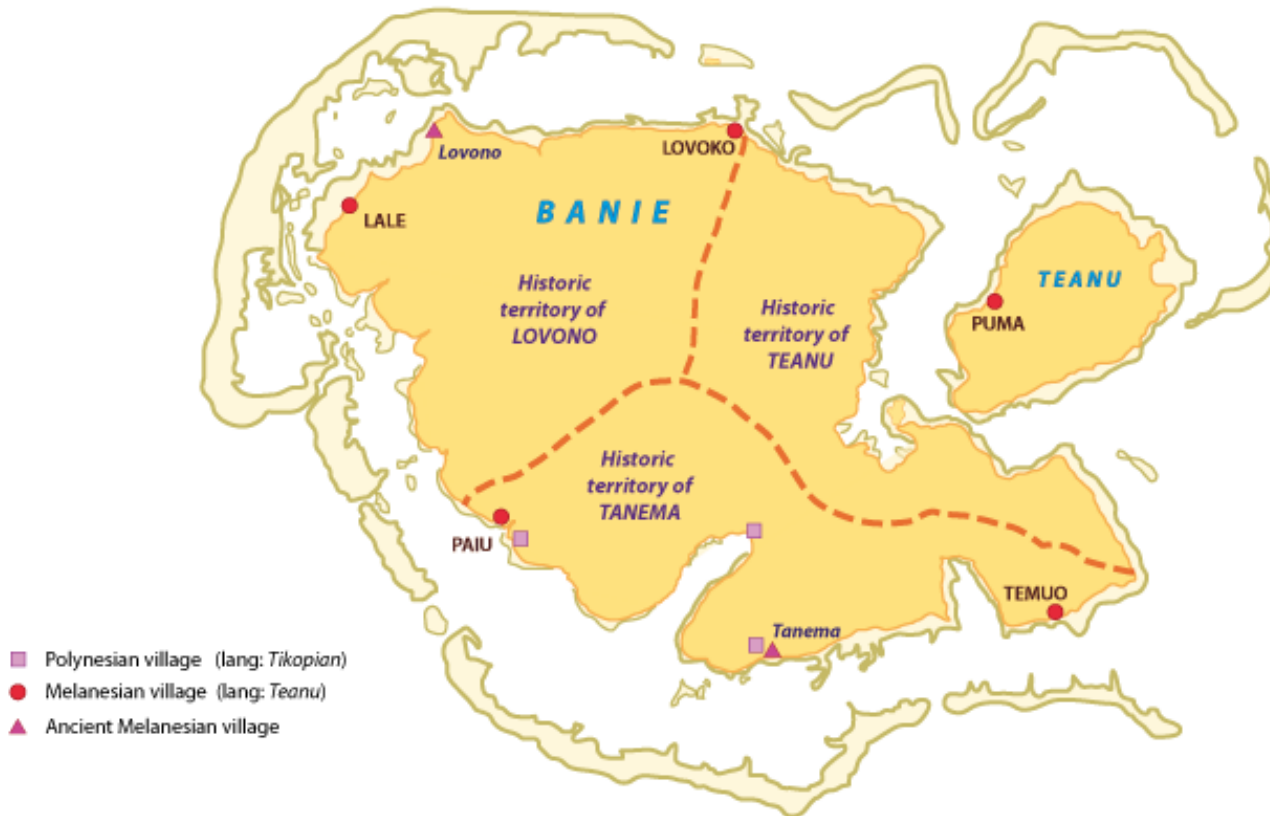 Lovono
LOVOKO
LALE
BANIE
TEANU
Historic
territory of
LOVONO
Historic
territory of
TEANU
PUMA
Historic
territory of
TANEMA
PAIU
TEMUO
Tanema
Polynesian village (lang: Tikopian)
Melanesian village (lang: Teanu)
Ancient Melanesian village